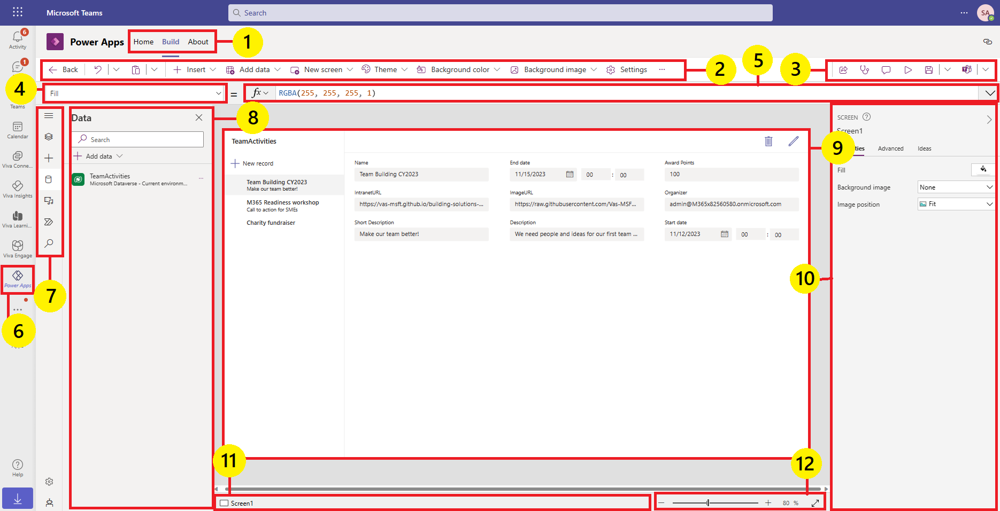 Microsoft Teams
Search
SA
6
Activity
Power Apps
Home Build About
1
1
Back
Insert
Add data
New screen
Theme
Background color
Background image
Settings
2
5
3
4
Fill
=
fx
RGBA(255, 255, 255, 1)
Teams
Calendar
Viva Conne...
Viva Insights
Viva Learni...
Viva Engage
Power Apps
6
7
Help
Data
8
Search
Add data
TeamActivities
Microsoft Dataverse - Current environm...
TeamActivities
New record
Team Building CY2023
Make our team better!
M365 Readiness workshop
Call to action for SMEs
Charity fundraiser
Name
End date
Award Points
Team Building CY2023
11/15/2023
00 : 00
100
IntranetURL
ImageURL
Organizer
https://vas-msft.github.io/building-solutions-...
https://raw.githubusercontent.com/Vas-MSF...
admin@M365x82560580.onmicrosoft.com
Short Description
Description
Start date
Make our team better!
We need people and ideas for our first team ...
11/12/2023
00 : 00
9
10
SCREEN
Screen1
Advanced
Ideas
Fill
Background image
None
Image position
Fit
11
12
Screen1
80 %